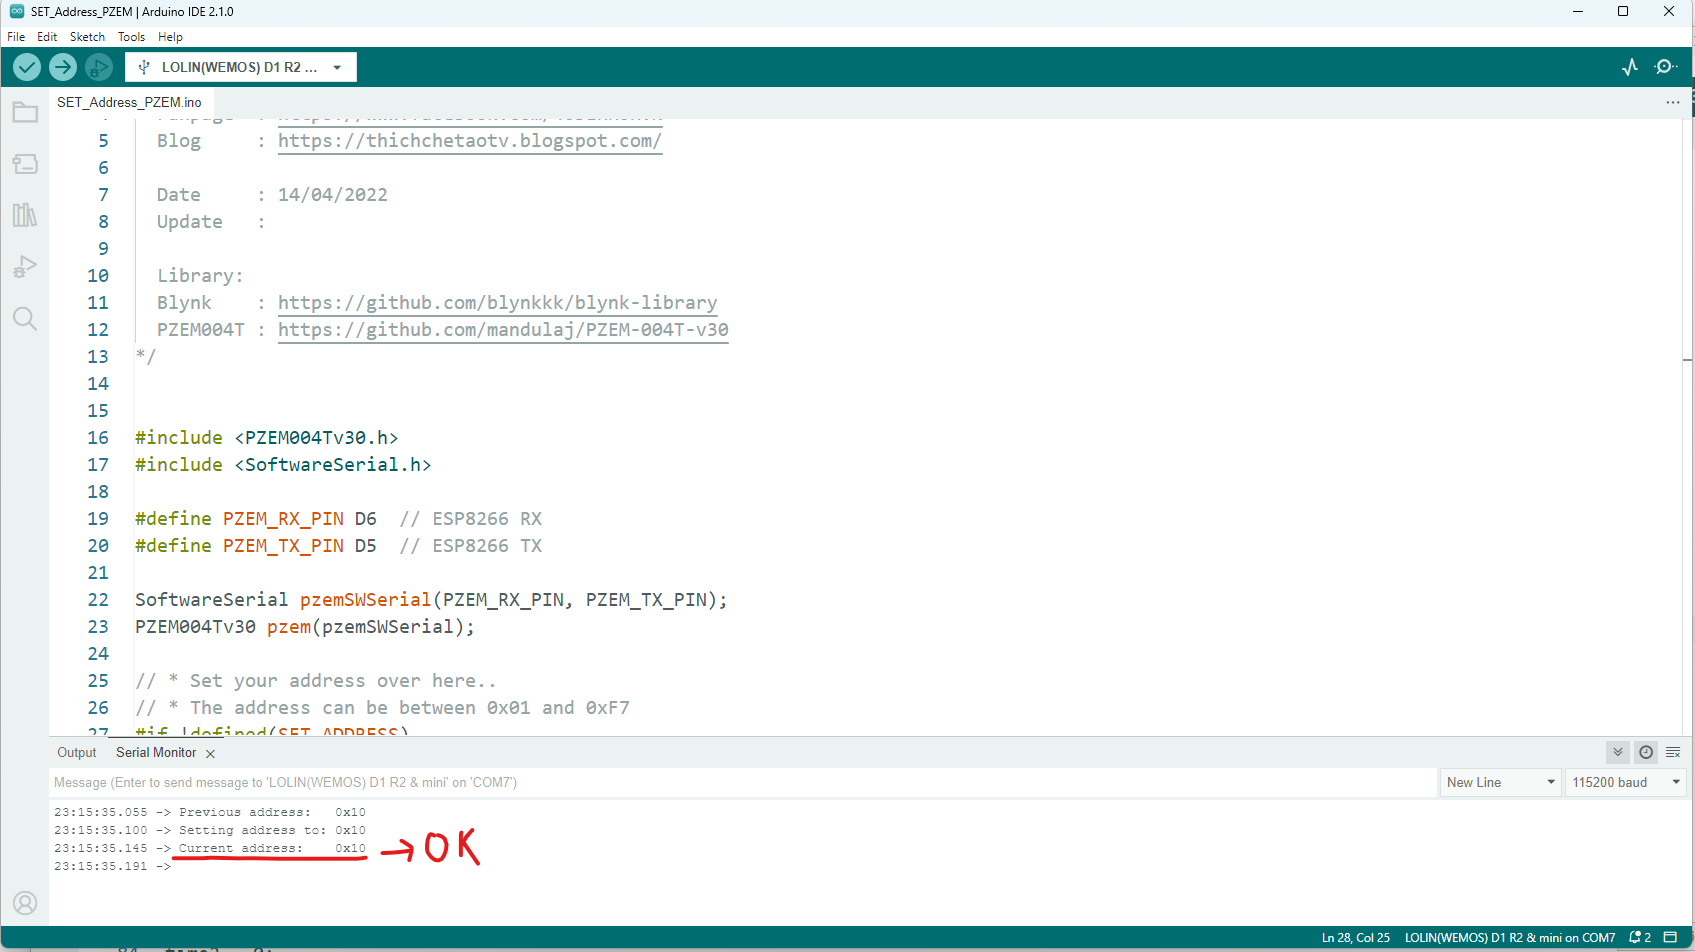 SET_Address_PZEM | Arduino IDE 2.1.0
File Edit Sketch Tools Help
LOLIN(WEMOS) D1 R2 ...
SET_Address_PZEM.ino
5 Blog : https://thichchetaotv.blogspot.com/
6
7 Date : 14/04/2022
8 Update :
9
10 Library:
11 Blynk : https://github.com/blynkkk/blynk-library
12 PZEM004T : https://github.com/mandulaj/PZEM-004T-v30
13 */
14
15
16 #include <PZEM004Tv30.h>
17 #include <SoftwareSerial.h>
18
19 #define PZEM_RX_PIN D6 // ESP8266 RX
20 #define PZEM_TX_PIN D5 // ESP8266 TX
21
22 SoftwareSerial pzemSWSerial(PZEM_RX_PIN, PZEM_TX_PIN);
23 PZEM004Tv30 pzem(pzemSWSerial);
24
25 // * Set your address over here..
26 // * The address can be between 0x01 and 0xF7
27 #if !defined(SET_ADDRESS)
Output Serial Monitor
Message (Enter to send message to 'LOLIN(WEMOS) D1 R2 & mini' on 'COM7')
New Line 115200 baud
23:15:35.055 -> Previous address: 0x10
23:15:35.100 -> Setting address to: 0x10
23:15:35.145 -> Current address: 0x10 → OK
23:15:35.191 ->
Ln 28, Col 25 LOLIN(WEMOS) D1 R2 & mini on COM7 2